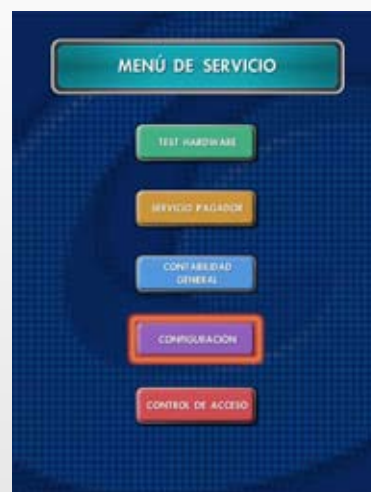 MENÚ DE SERVICIO
TEST HARDWARE
SERVICIO PAGADOR
CONTABILIDAD
GENERAL
CONFIGURACIÓN
CONTROL DE ACCESO